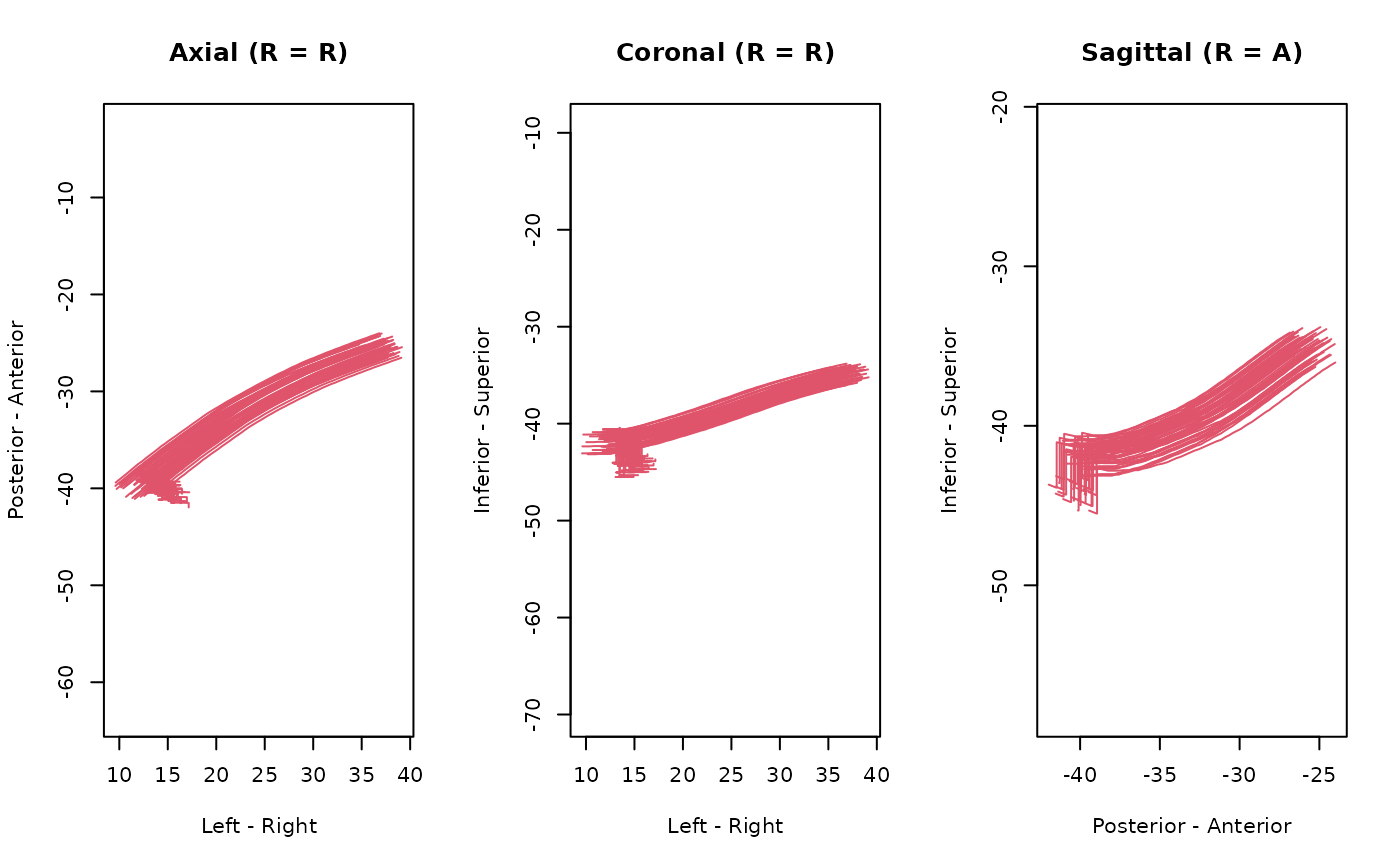 Axial (R = R)
Posterior - Anterior
-10
-20
-30
-40
-50
-60
10 15 20 25 30 35 40
Left - Right
Coronal (R = R)
Inferior - Superior
-10
-20
-30
-40
-50
-60
-70
10 15 20 25 30 35 40
Left - Right
Sagittal (R = A)
Inferior - Superior
-20
-30
-40
-50
-40 -35 -30 -25
Posterior - Anterior